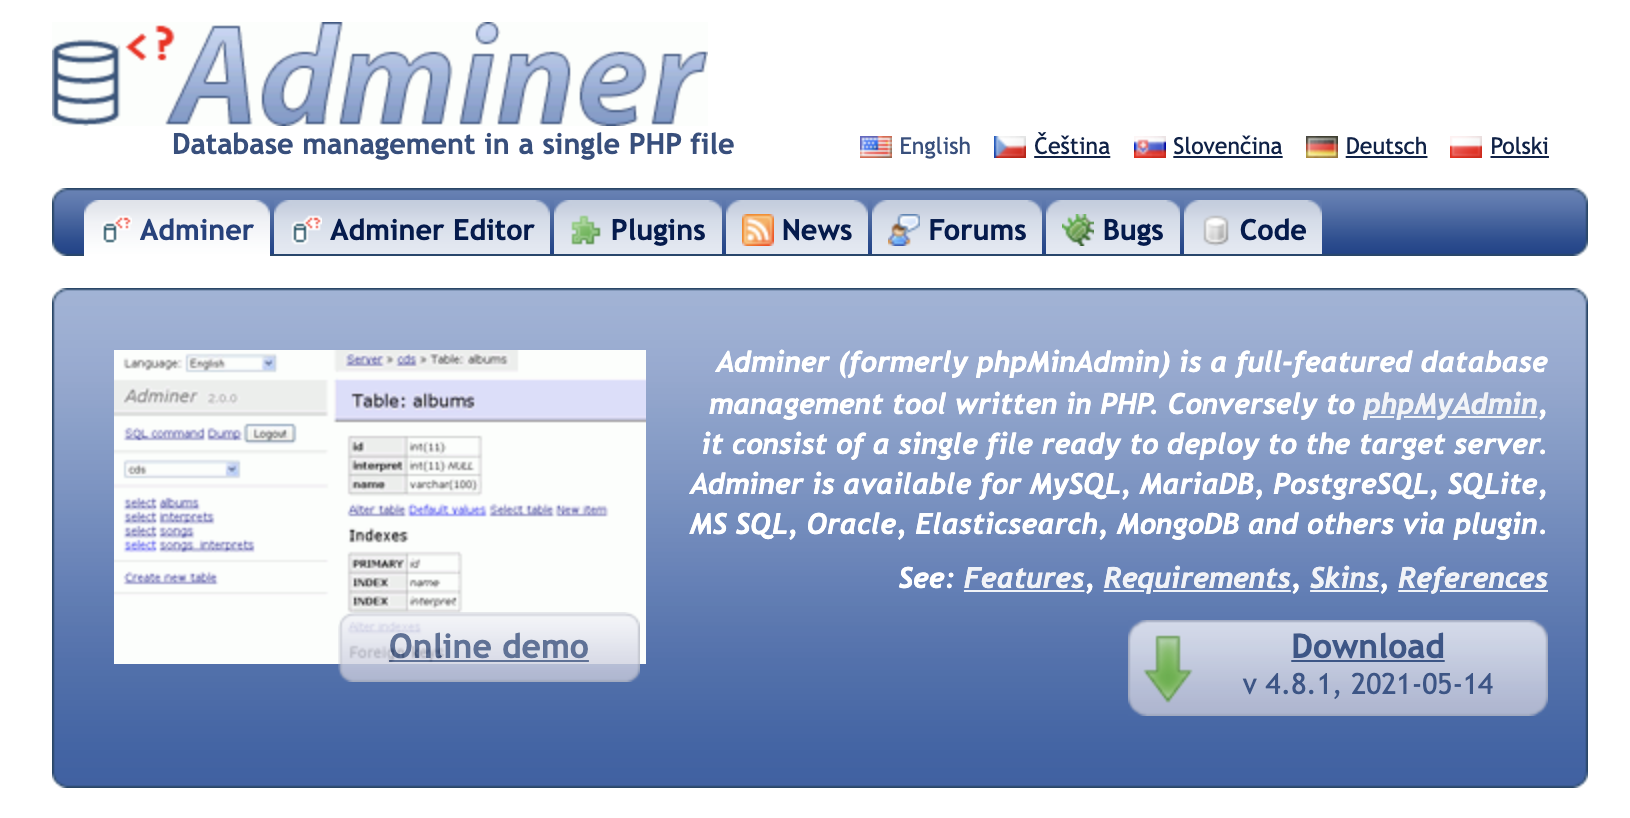 <? Adminer
Database management in a single PHP file
English Čeština Slovenčina Deutsch Polski
Adminer Adminer Editor Plugins News Forums Bugs Code
Language: English
Adminer 2.0.0
SQL command Dump Logout
cds
select albums
select interprets
select songs
select songs_interprets
Create new table
Server » cds » Table: albums
Table: albums
id int(11)
interpret int(11) NULL
name varchar(100)
Alter table Default values Select table New item
Indexes
PRIMARY id
INDEX name
INDEX interpret
Alter indexes
Online demo
Adminer (formerly phpMinAdmin) is a full-featured database
management tool written in PHP. Conversely to phpMyAdmin,
it consist of a single file ready to deploy to the target server.
Adminer is available for MySQL, MariaDB, PostgreSQL, SQLite,
MS SQL, Oracle, Elasticsearch, MongoDB and others via plugin.
See: Features, Requirements, Skins, References
Download
v 4.8.1, 2021-05-14